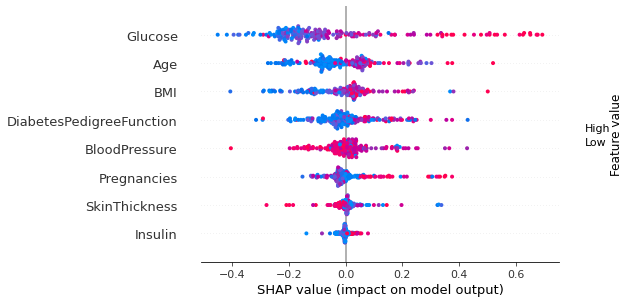 Glucose
Age
BMI
DiabetesPedigreeFunction
BloodPressure
Pregnancies
SkinThickness
Insulin
−0.4 −0.2 0.0 0.2 0.4 0.6
SHAP value (impact on model output)
High
Low
Feature value